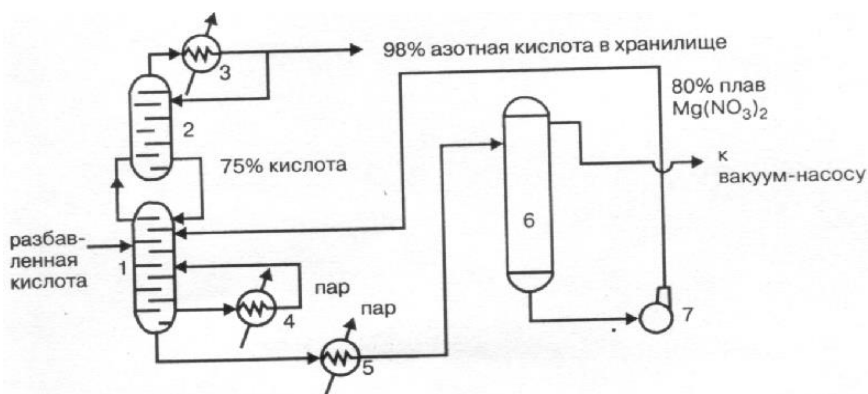 3
98% азотная кислота в хранилище
80% плав
Mg(NO₃)₂
2
75% кислота
к
вакуум-насосу
разбав-
ленная
кислота
1
6
пар
4
пар
5
7